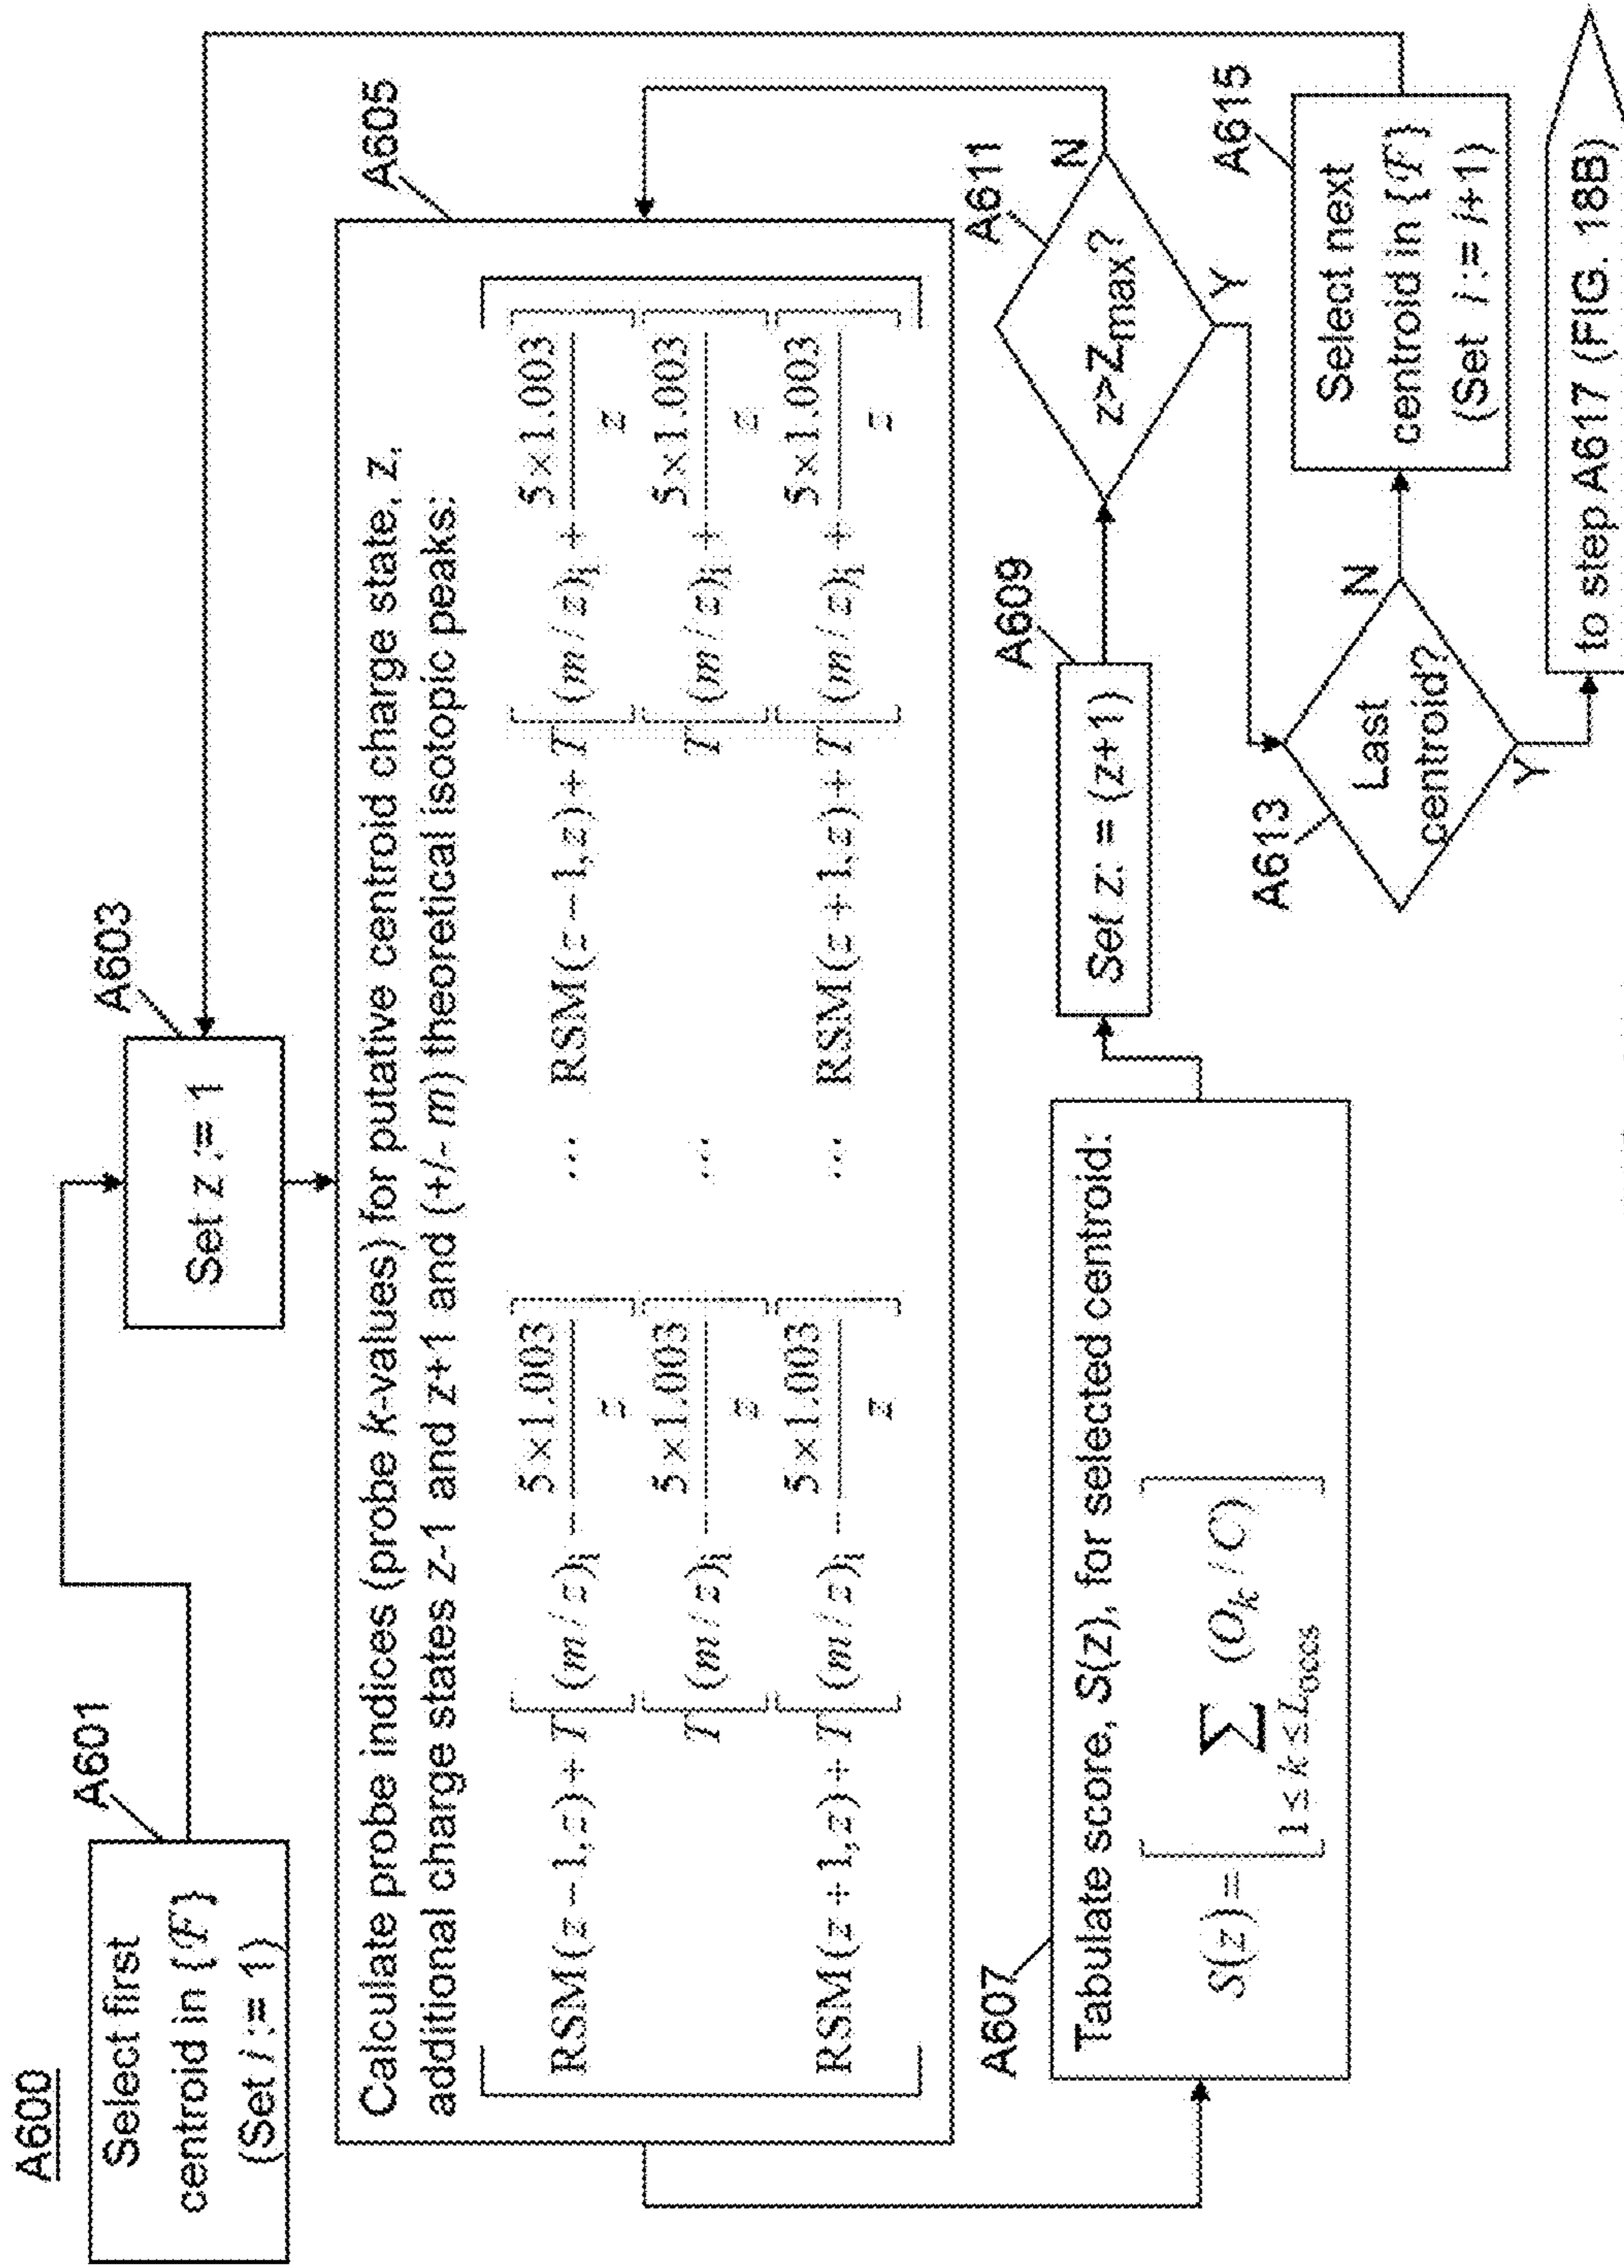 A600
A601
Select first
centroid in {F}
(Set i := 1)
A603
Set z := 1
A605
Calculate probe indices (probe k-values) for putative centroid charge state, z,
additional charge states z-1 and z+1 and (+/- m) theoretical isotopic peaks:
RSM(z−1,z)+T[(m/z)i − 5×1.003/z] … RSM(z−1,z)+T[(m/z)i + 5×1.003/z]
T[(m/z)i − 5×1.003/z] … T[(m/z)i + 5×1.003/z]
RSM(z+1,z)+T[(m/z)i − 5×1.003/z] … RSM(z+1,z)+T[(m/z)i + 5×1.003/z]
A607
Tabulate score, S(z), for selected centroid:
S(z)= [ ∑ (Ok / C) ]
1≤k≤Loccs
A609
Set z: = (z+1)
A611
z>Zmax?
N
Y
A613
Last
centroid?
N
Y
A615
Select next
centroid in {F}
(Set i := i+1)
to step A617 (FIG. 18B)